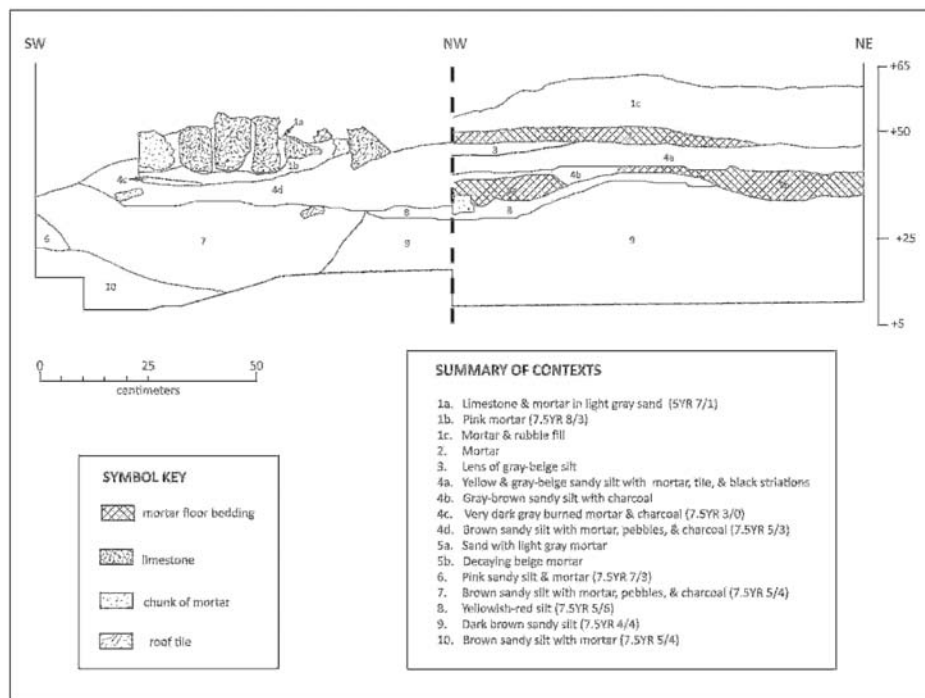 SW
NW
NE
+65
1c
1a
+50
3
1b
4a
4c
4b
4d
8
8
+25
6
7
9
9
10
+5
0
25
50
centimeters
SUMMARY OF CONTEXTS
1a. Limestone & mortar in light gray sand (5YR 7/1)
1b. Pink mortar (7.5YR 8/3)
1c. Mortar & rubble fill
2. Mortar
3. Lens of gray-beige silt
4a. Yellow & gray-beige sandy silt with mortar, tile, & black striations
4b. Gray-brown sandy silt with charcoal
4c. Very dark gray burned mortar & charcoal (7.5YR 3/0)
4d. Brown sandy silt with mortar, pebbles, & charcoal (7.5YR 5/3)
5a. Sand with light gray mortar
5b. Decaying beige mortar
6. Pink sandy silt & mortar (7.5YR 7/3)
7. Brown sandy silt with mortar, pebbles, & charcoal (7.5YR 5/4)
8. Yellowish-red silt (7.5YR 5/6)
9. Dark brown sandy silt (7.5YR 4/4)
10. Brown sandy silt with mortar (7.5YR 5/4)
SYMBOL KEY
mortar floor bedding
limestone
chunk of mortar
roof tile